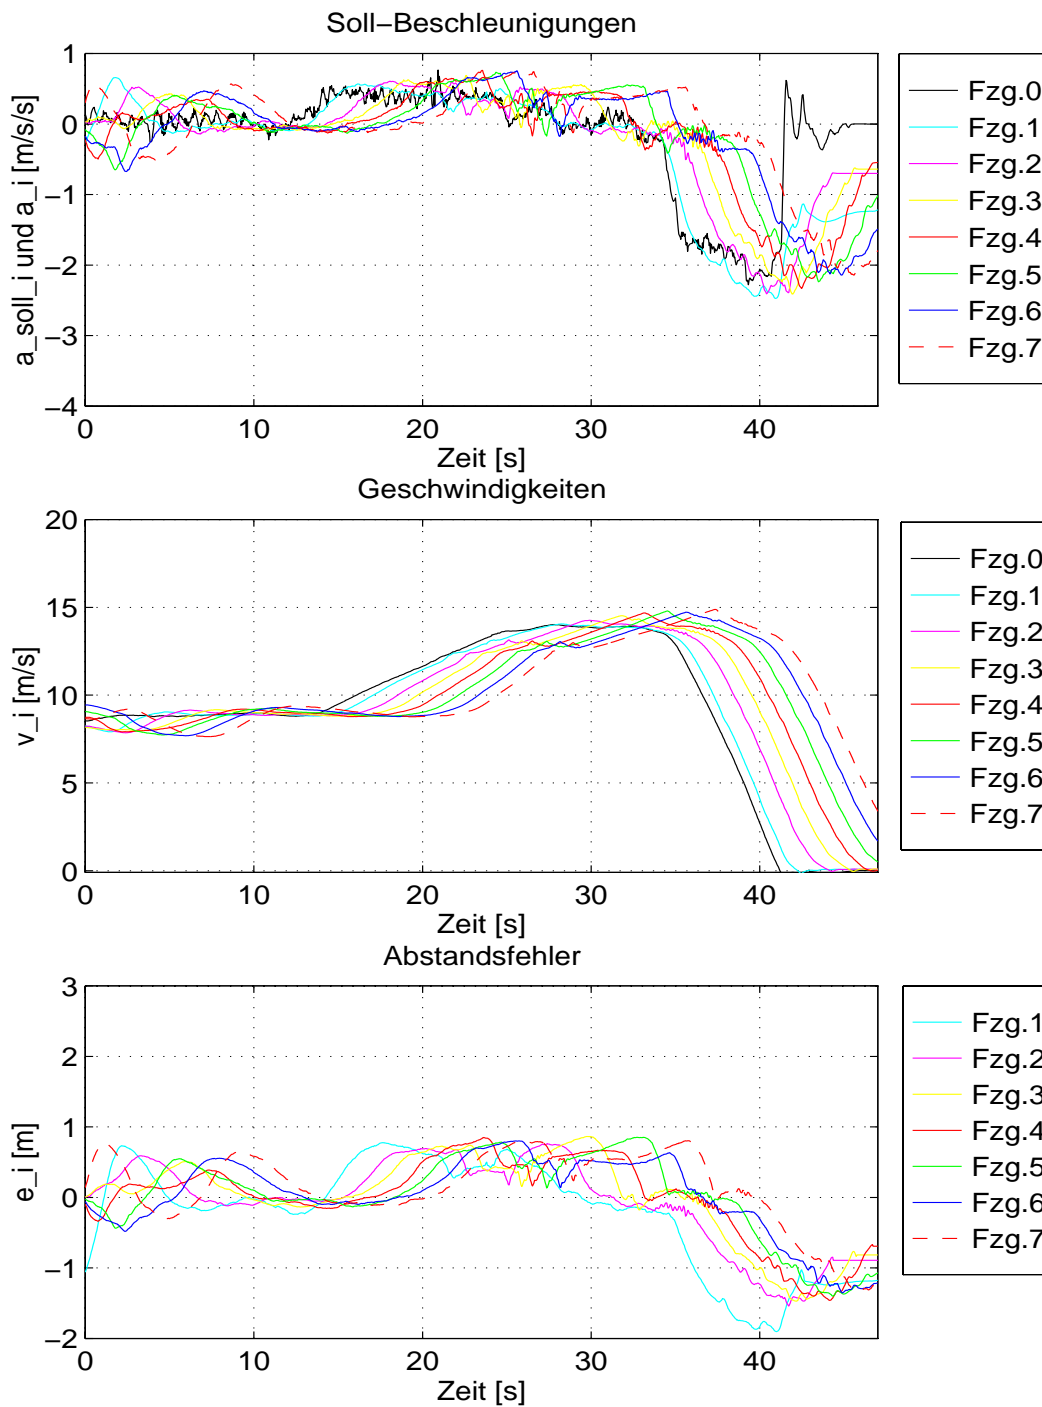 Soll−Beschleunigungen
a_soll_i und a_i [m/s/s]
1
0
−1
−2
−3
−4
0 10 20 30 40
Zeit [s]
Fzg.0
Fzg.1
Fzg.2
Fzg.3
Fzg.4
Fzg.5
Fzg.6
Fzg.7
Geschwindigkeiten
v_i [m/s]
20
15
10
5
0
0 10 20 30 40
Zeit [s]
Fzg.0
Fzg.1
Fzg.2
Fzg.3
Fzg.4
Fzg.5
Fzg.6
Fzg.7
Abstandsfehler
e_i [m]
3
2
1
0
−1
−2
0 10 20 30 40
Zeit [s]
Fzg.1
Fzg.2
Fzg.3
Fzg.4
Fzg.5
Fzg.6
Fzg.7